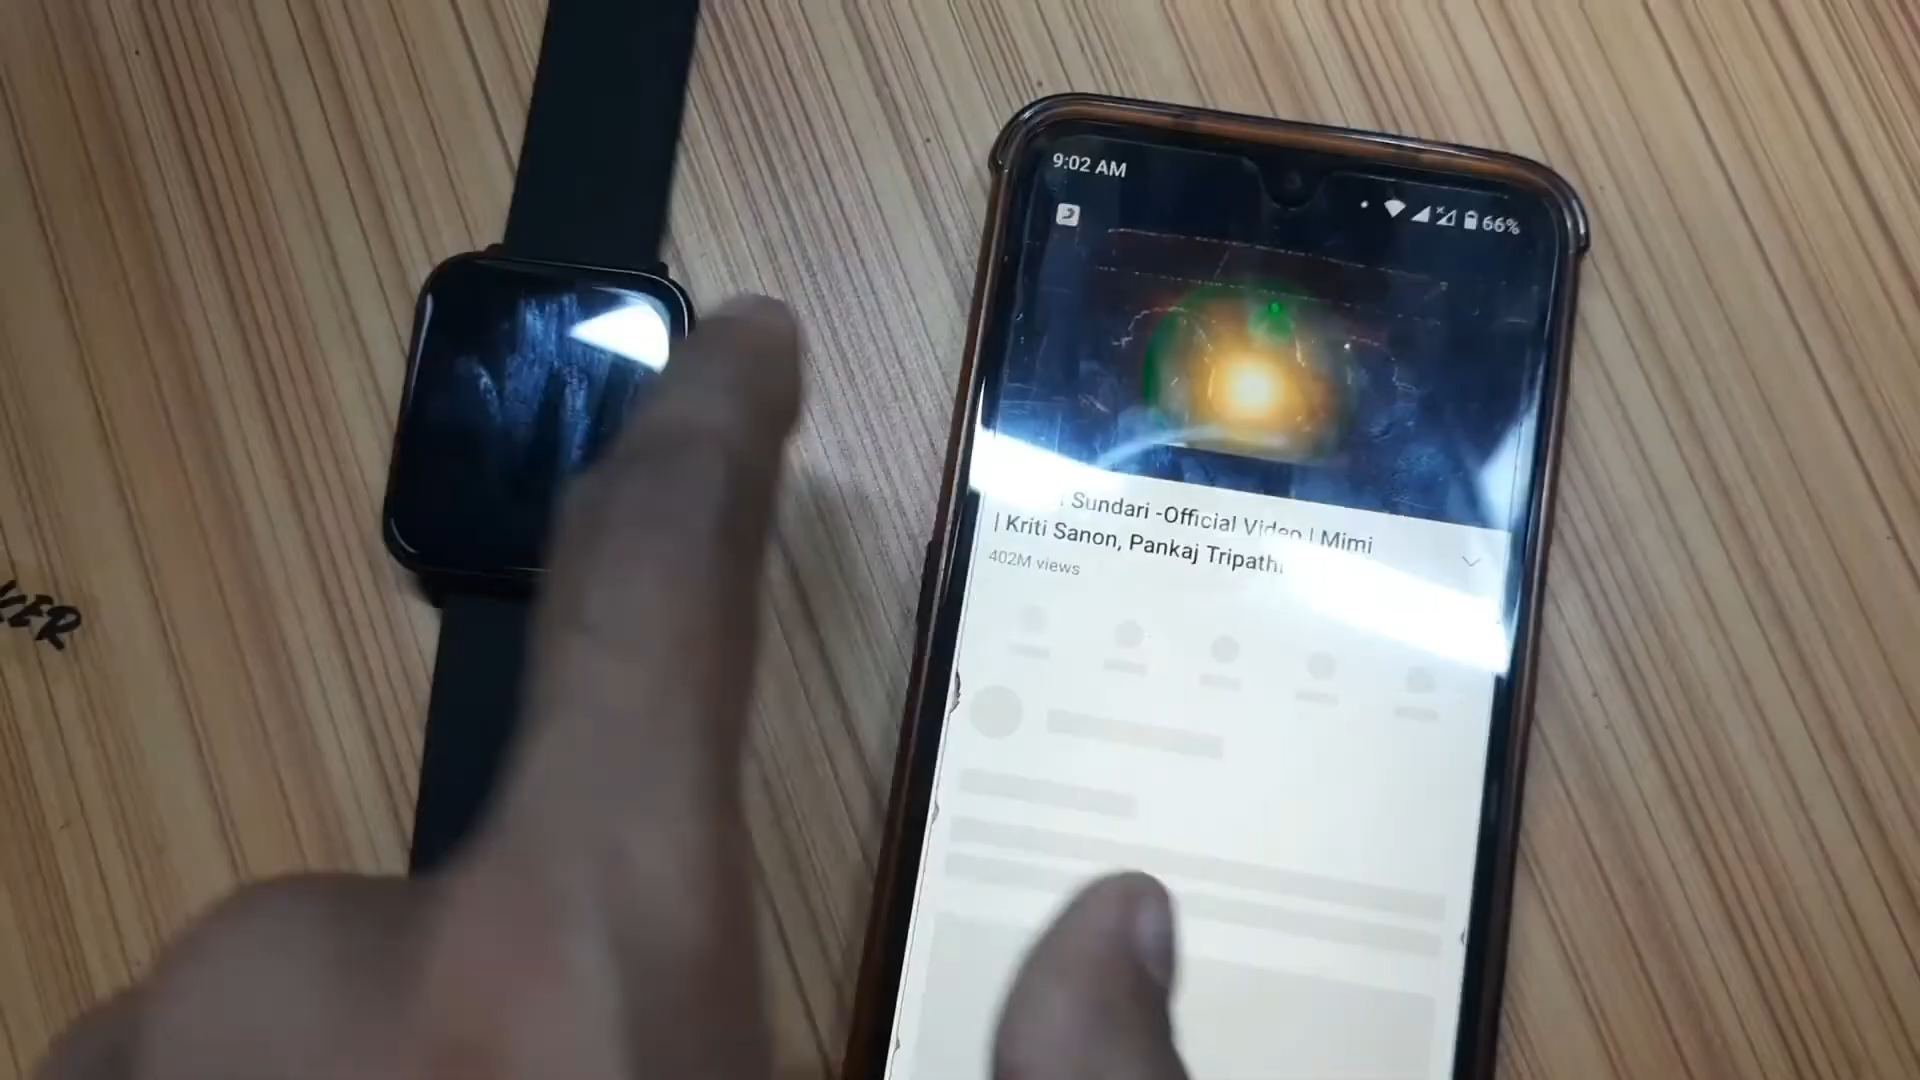 9:02 AM
66%
Sundari -Official Video | Mimi
| Kriti Sanon, Pankaj Tripathi
402M views